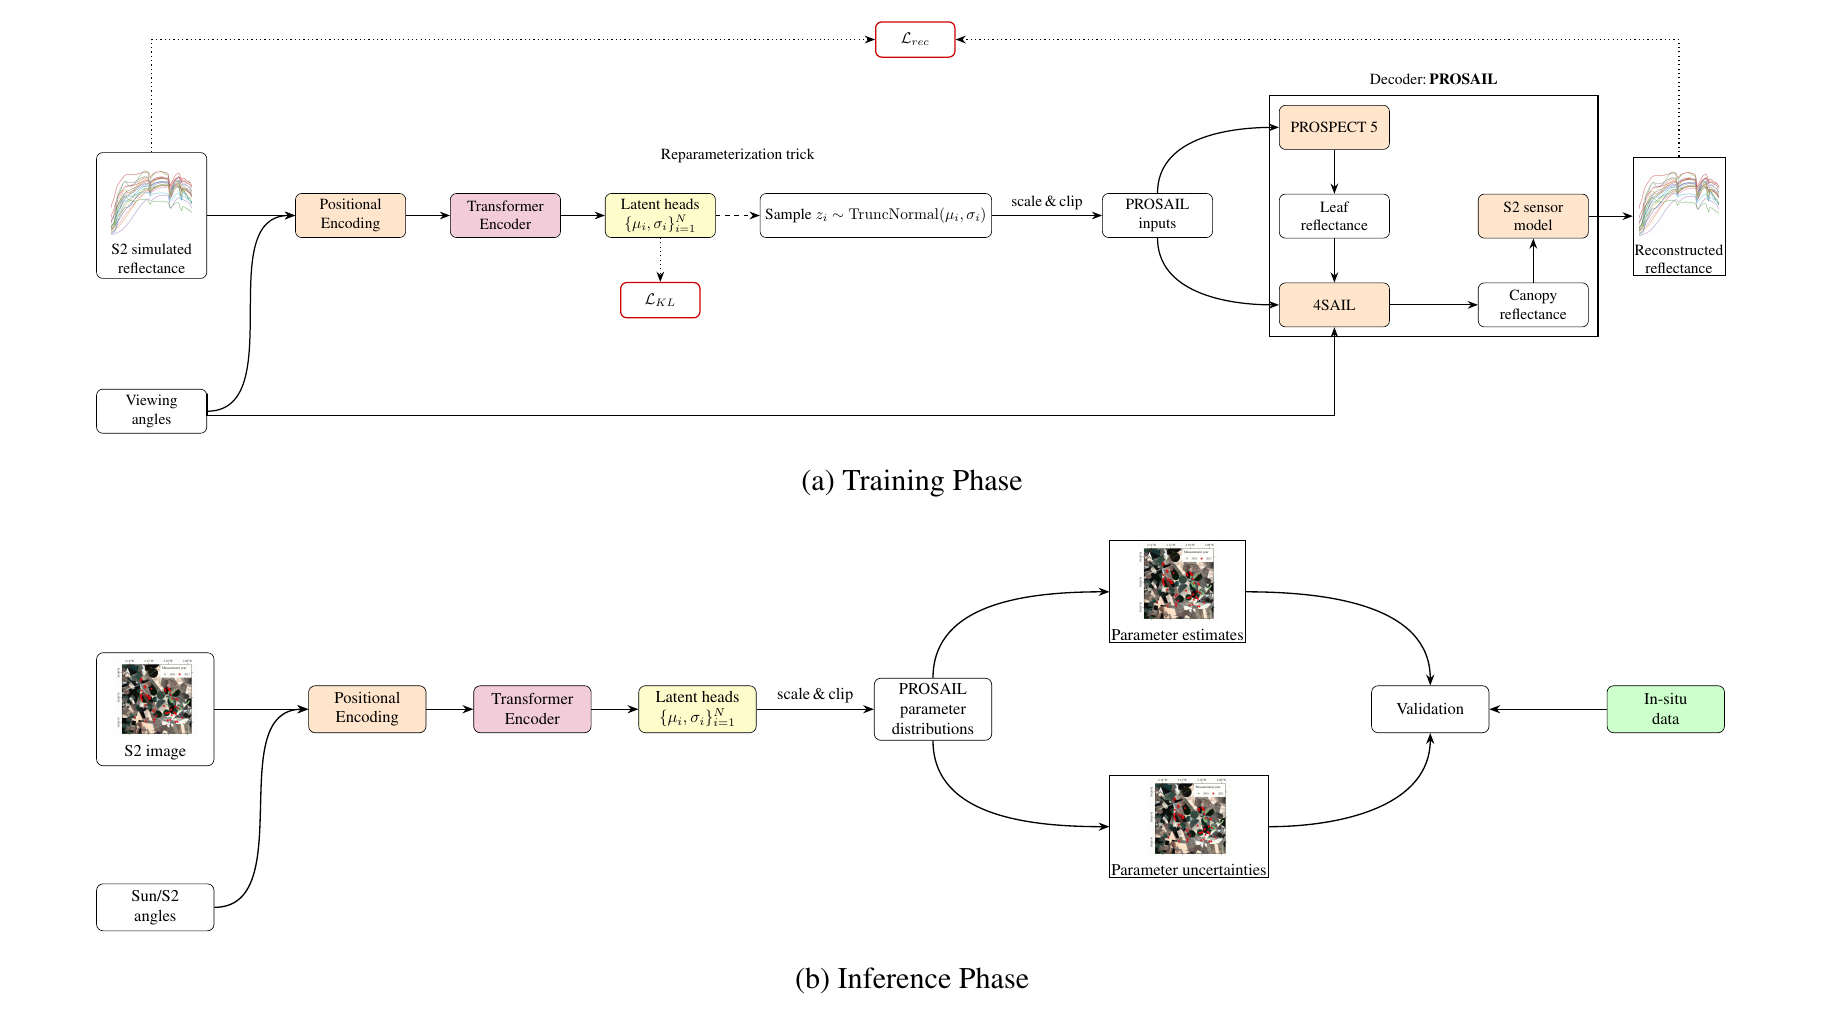 $\mathcal{L}_{rec}$
Decoder: PROSAIL
PROSPECT 5
Reparameterization trick
S2 simulated
reflectance
Positional
Encoding
Transformer
Encoder
Latent heads
$\{\mu_i, \sigma_i\}_{i=1}^N$
Sample $z_i \sim \mathrm{TruncNormal}(\mu_i, \sigma_i)$
scale & clip
PROSAIL
inputs
Leaf
reflectance
S2 sensor
model
Reconstructed
reflectance
$\mathcal{L}_{KL}$
4SAIL
Canopy
reflectance
Viewing
angles
(a) Training Phase
Parameter estimates
S2 image
Positional
Encoding
Transformer
Encoder
Latent heads
$\{\mu_i, \sigma_i\}_{i=1}^N$
scale & clip
PROSAIL
parameter
distributions
Validation
In-situ
data
Parameter uncertainties
Sun/S2
angles
(b) Inference Phase